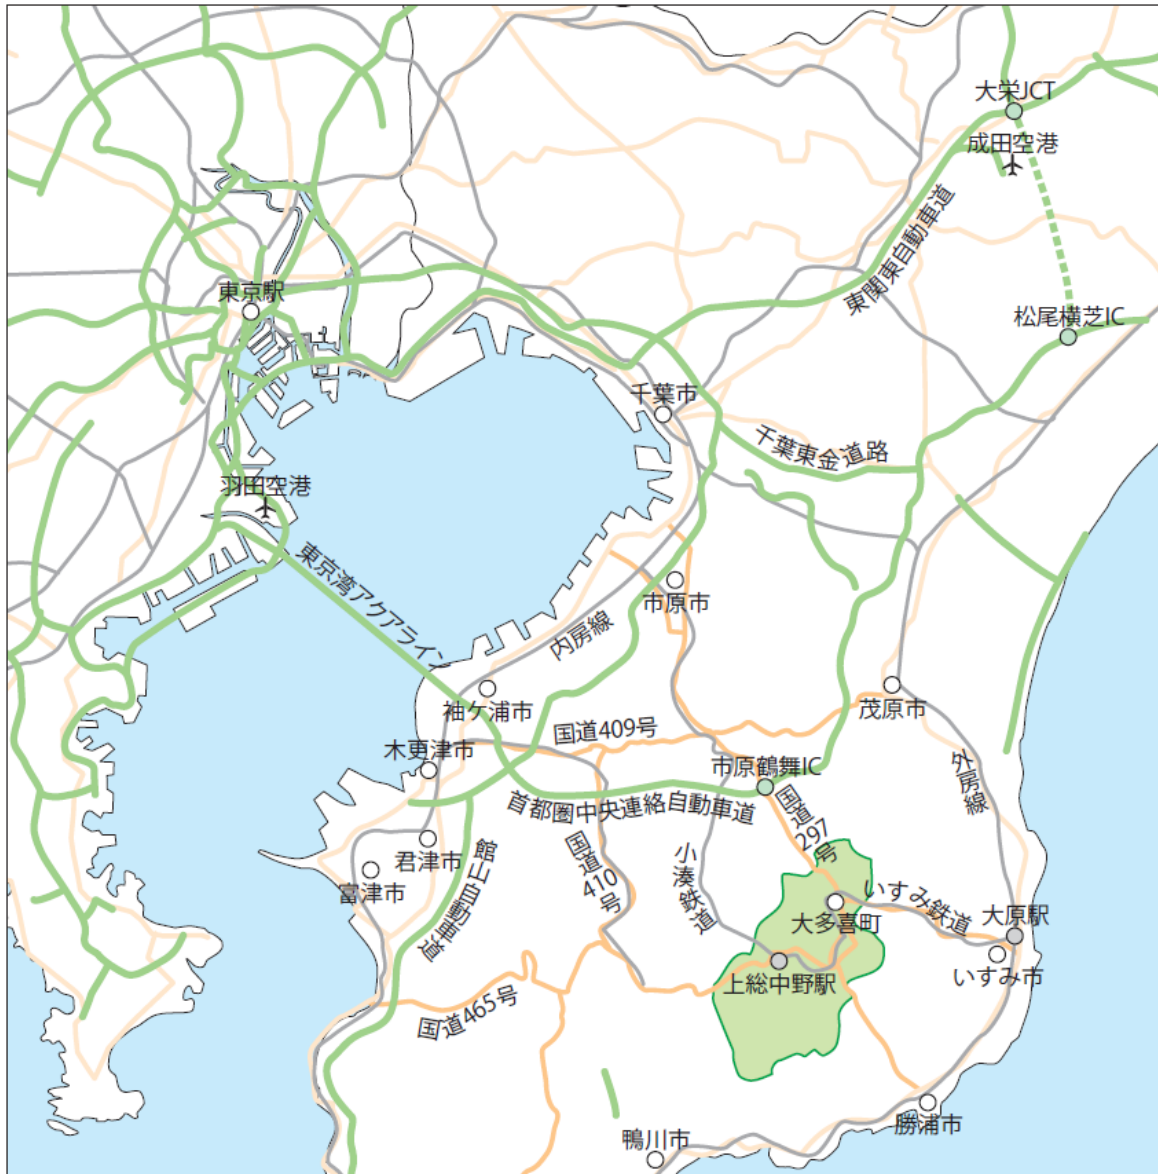 大栄JCT
成田空港
東関東自動車道
東京駅
松尾横芝IC
千葉市
千葉東金道路
羽田空港
東京湾アクアライン
市原市
内房線
袖ケ浦市
茂原市
国道409号
木更津市
市原鶴舞IC
外房線
首都圏中央連絡自動車道
国道297号
国道410号
君津市
富津市
館山自動車道
小湊鉄道
いすみ鉄道
大多喜町
大原駅
いすみ市
上総中野駅
国道465号
勝浦市
鴨川市